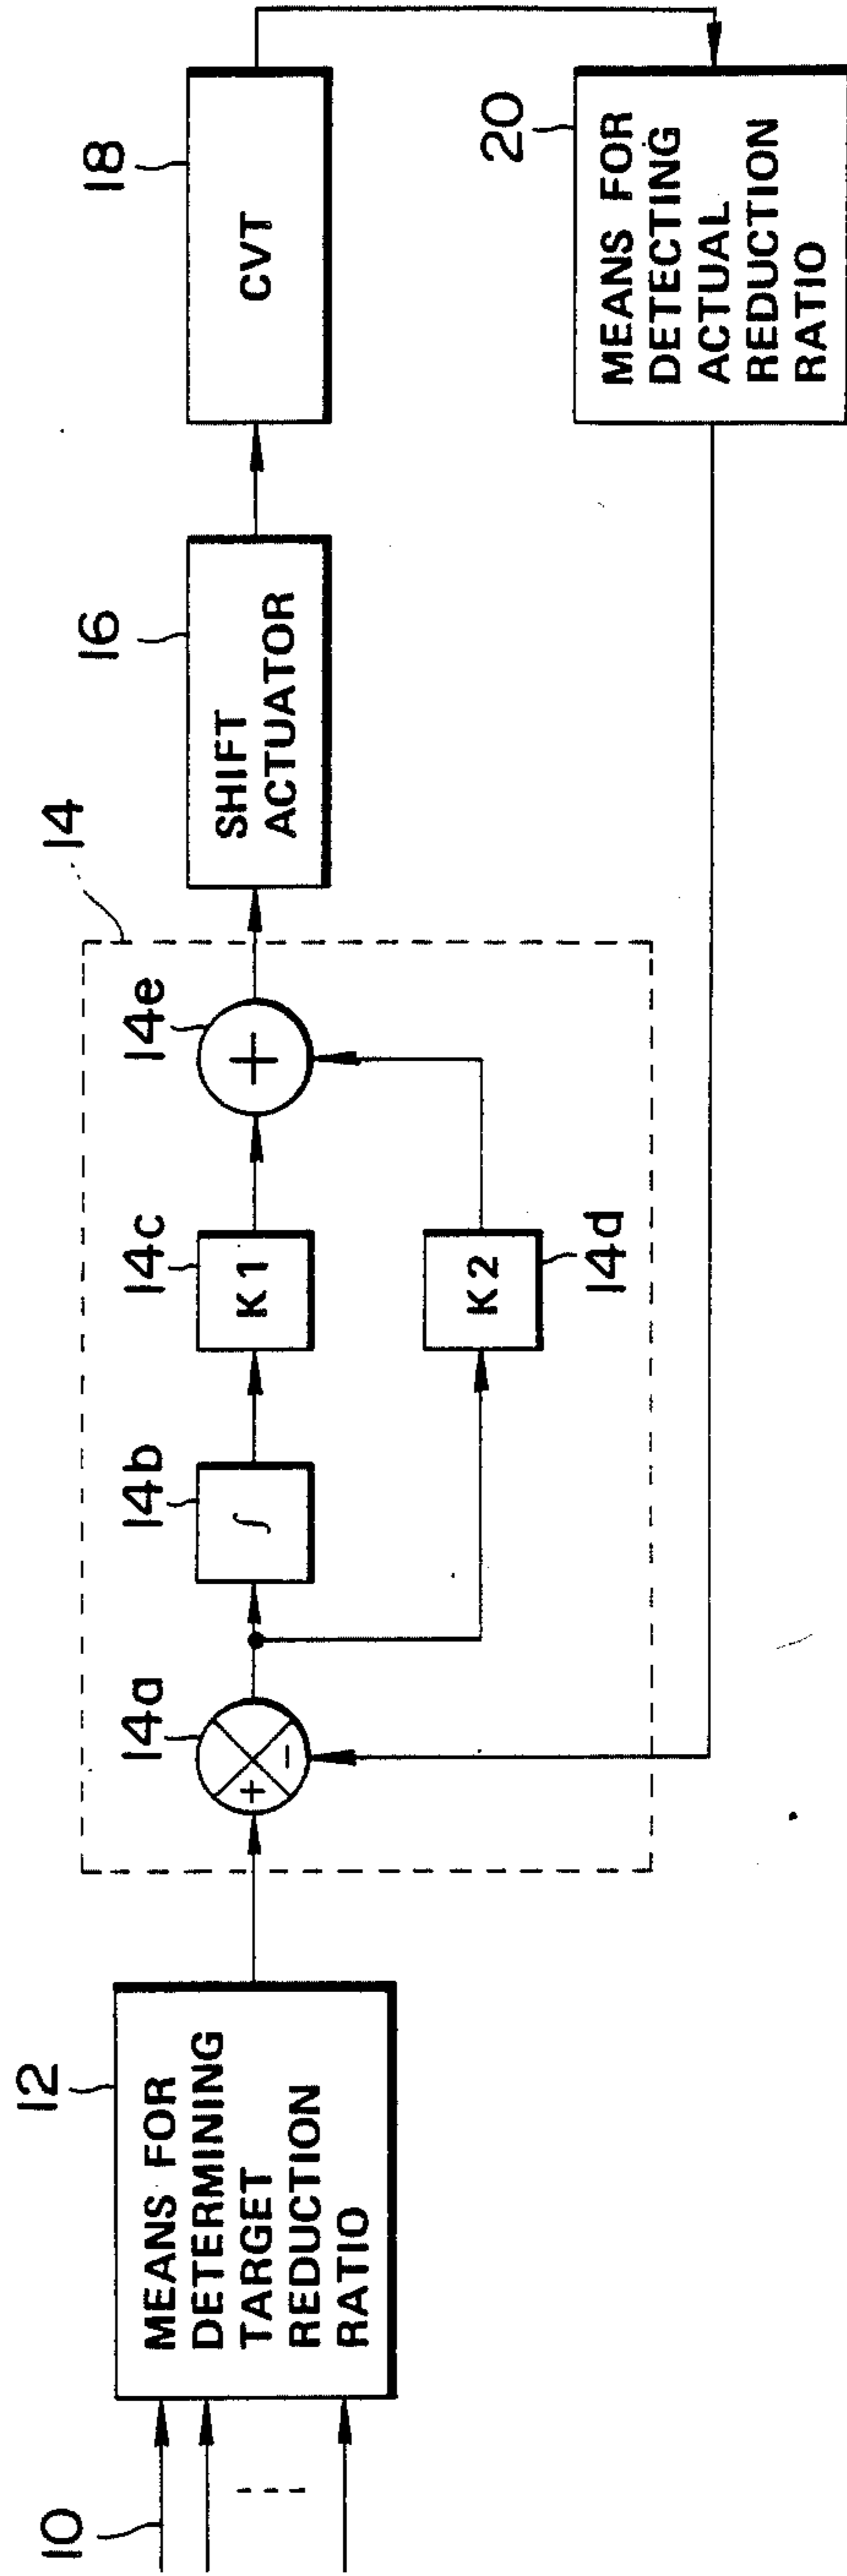 10
12
MEANS FOR
DETERMINING
TARGET
REDUCTION
RATIO
14
14a
+
−
14b
∫
14c
K1
14d
K2
14e
+
16
SHIFT
ACTUATOR
18
CVT
20
MEANS FOR
DETECTING
ACTUAL
REDUCTION
RATIO